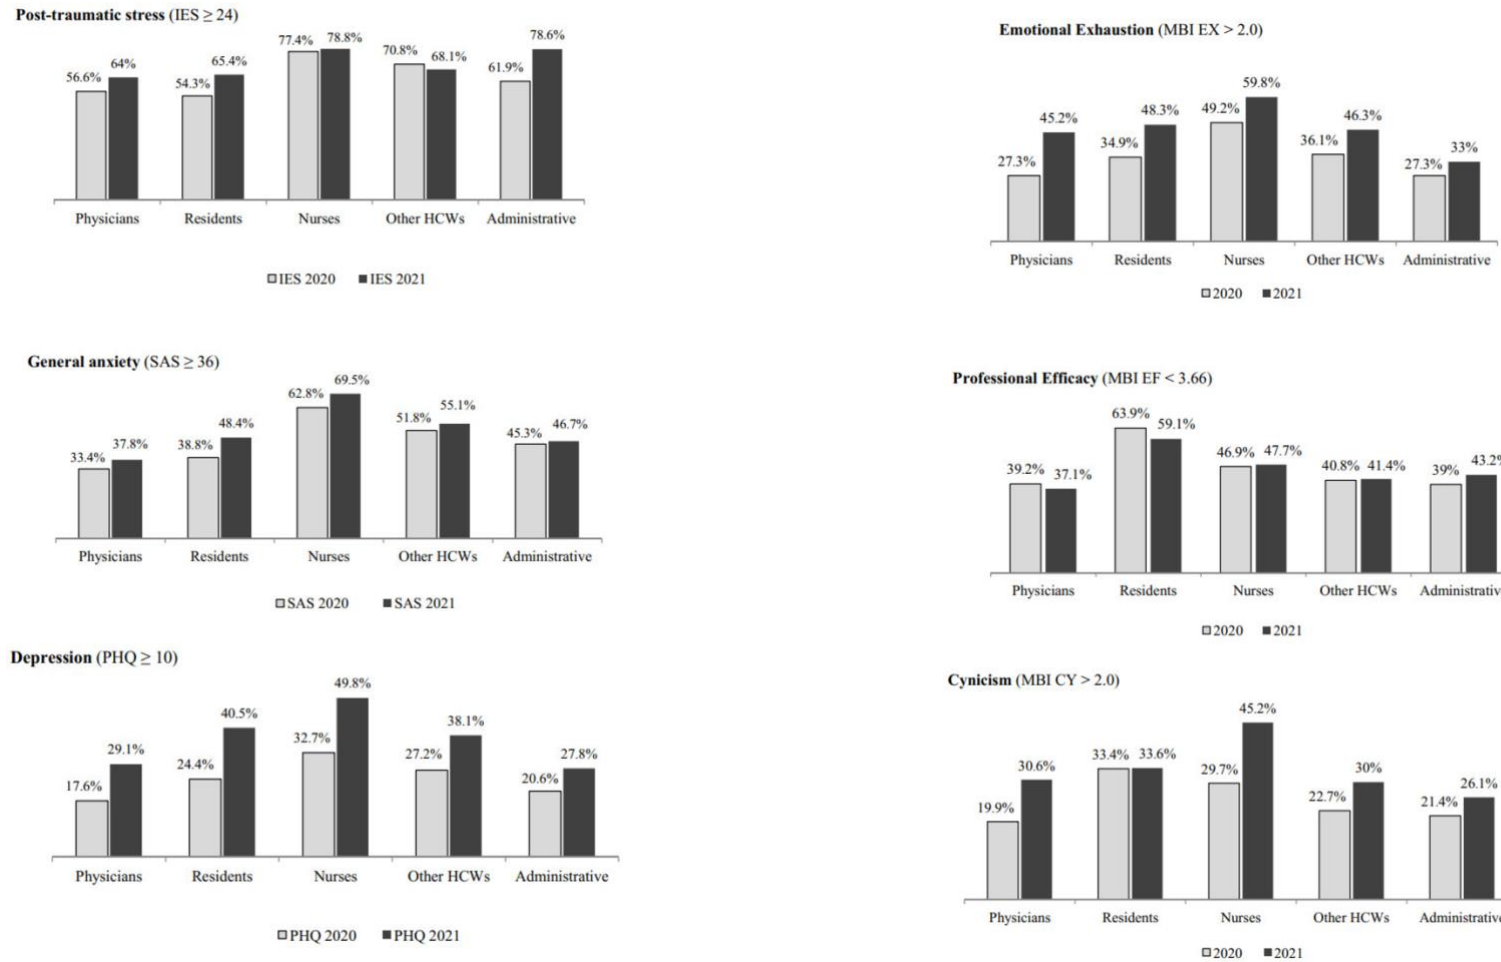 Post-traumatic stress (IES ≥ 24)
56.6% 64% 54.3% 65.4% 77.4% 78.8% 70.8% 68.1% 61.9% 78.6%
Physicians Residents Nurses Other HCWs Administrative
IES 2020 IES 2021
General anxiety (SAS ≥ 36)
33.4% 37.8% 38.8% 48.4% 62.8% 69.5% 51.8% 55.1% 45.3% 46.7%
Physicians Residents Nurses Other HCWs Administrative
SAS 2020 SAS 2021
Depression (PHQ ≥ 10)
17.6% 29.1% 24.4% 40.5% 32.7% 49.8% 27.2% 38.1% 20.6% 27.8%
Physicians Residents Nurses Other HCWs Administrative
PHQ 2020 PHQ 2021
Emotional Exhaustion (MBI EX > 2.0)
27.3% 45.2% 34.9% 48.3% 49.2% 59.8% 36.1% 46.3% 27.3% 33%
Physicians Residents Nurses Other HCWs Administrative
2020 2021
Professional Efficacy (MBI EF < 3.66)
39.2% 37.1% 63.9% 59.1% 46.9% 47.7% 40.8% 41.4% 39% 43.2%
Physicians Residents Nurses Other HCWs Administrativ
2020 2021
Cynicism (MBI CY > 2.0)
19.9% 30.6% 33.4% 33.6% 29.7% 45.2% 22.7% 30% 21.4% 26.1%
Physicians Residents Nurses Other HCWs Administrative
2020 2021